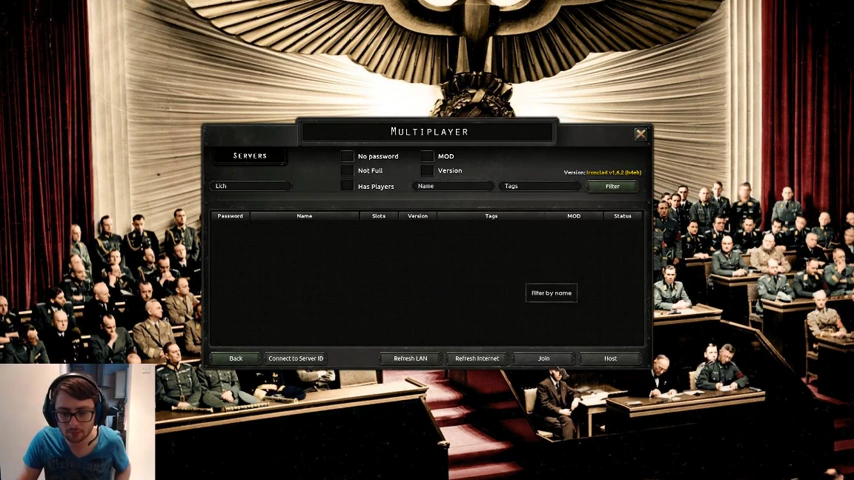 MULTIPLAYER
SERVERS
No password
MOD
Not Full
Version
Version: Ironclad v1.6.2 (b4eb)
Lich
Has Players
Name
Tags
Filter
Password Name Slots Version Tags MOD Status
Filter by name
Back Connect to Server ID Refresh LAN Refresh Internet Join Host